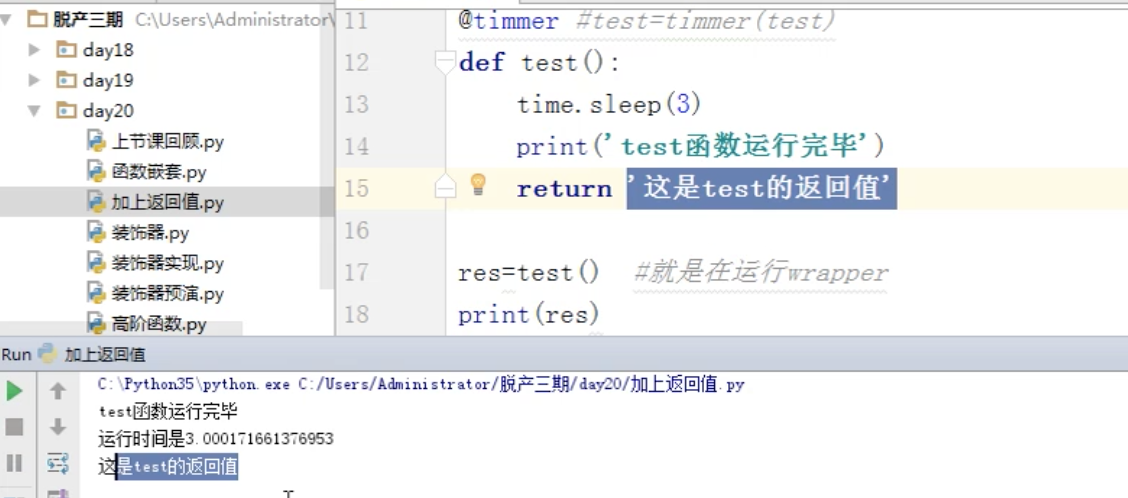 脱产三期 C:\Users\Administrator\
day18
day19
day20
上节课回顾.py
函数嵌套.py
加上返回值.py
装饰器.py
装饰器实现.py
装饰器预演.py
高阶函数.py
11 @timmer #test=timmer(test)
12 def test():
13 time.sleep(3)
14 print('test函数运行完毕')
15 return '这是test的返回值'
16
17 res=test() #就是在运行wrapper
18 print(res)
Run 加上返回值
C:\Python35\python.exe C:/Users/Administrator/脱产三期/day20/加上返回值.py
test函数运行完毕
运行时间是3.000171661376953
这是test的返回值